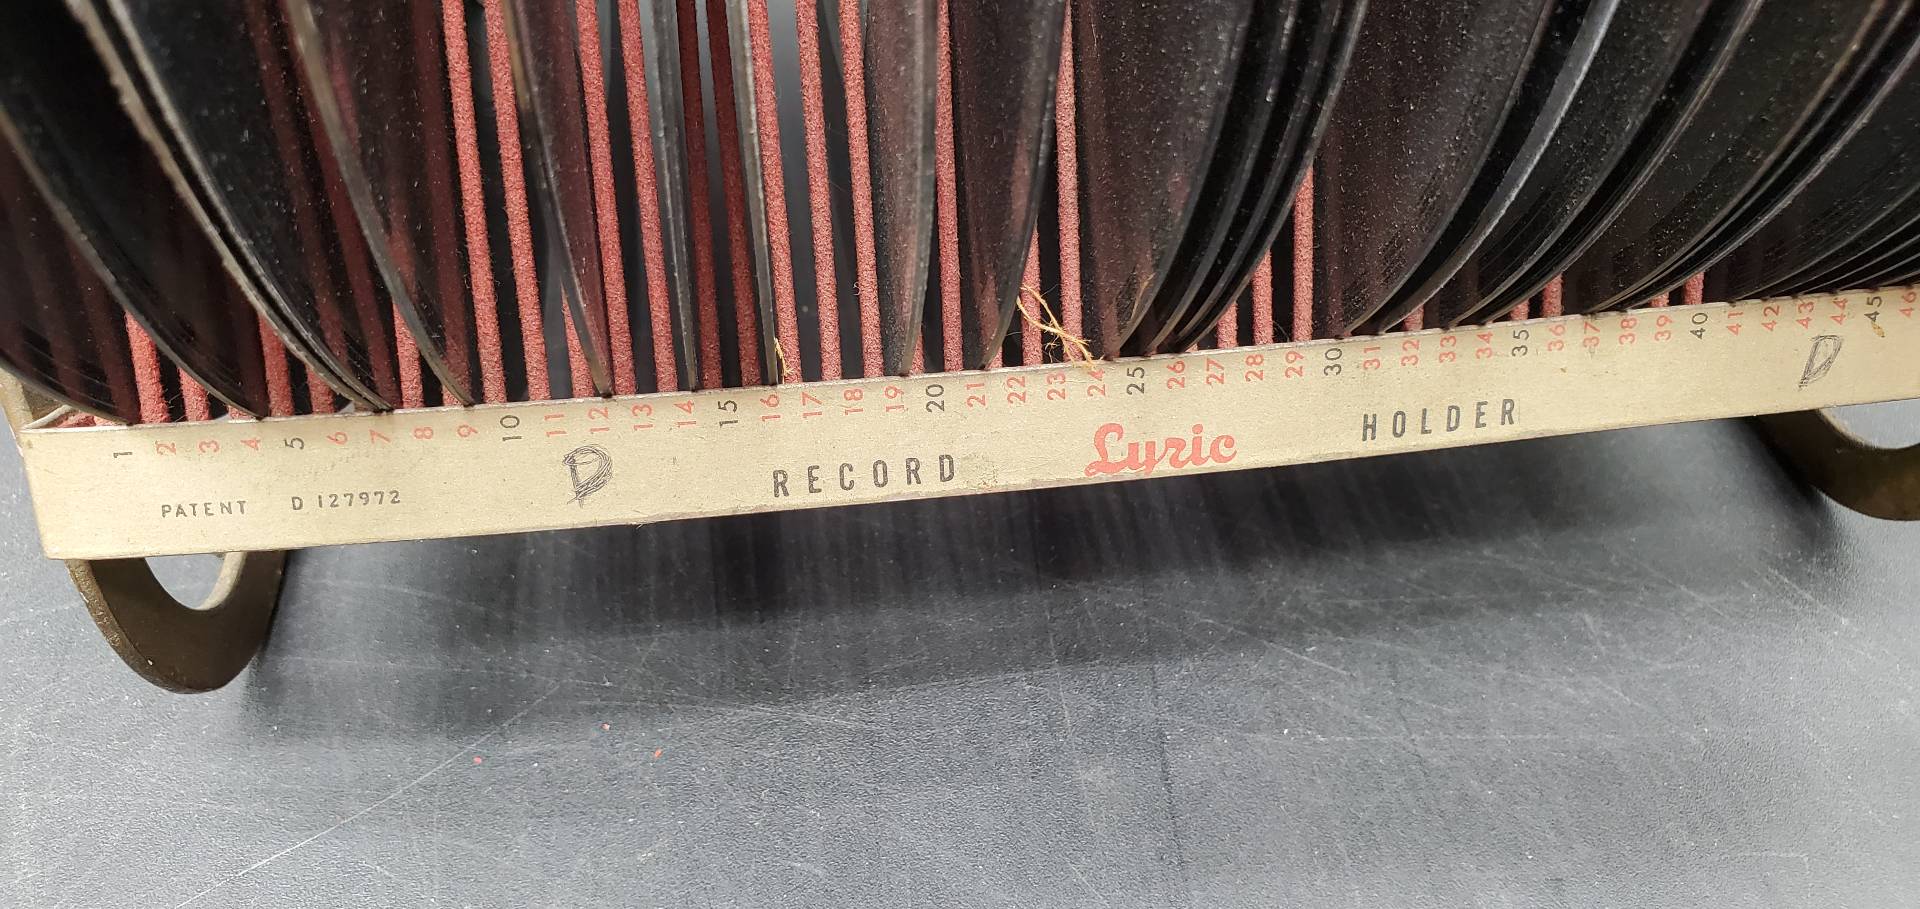 1 2 3 4 5 6 7 8 9 10 11 12 13 14 15 16 17 18 19 20 21 22 23 24 25 26 27 28 29 30 31 32 33 34 35 36 37 38 39 40 41 42 43 44 45 46
D
RECORD Lyric HOLDER
D
PATENT D 127972